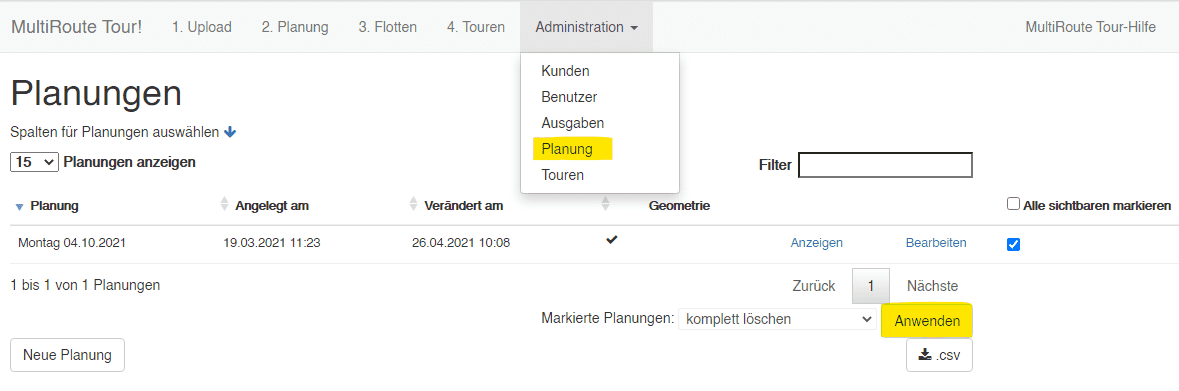 MultiRoute Tour! 1. Upload 2. Planung 3. Flotten 4. Touren Administration MultiRoute Tour-Hilfe
Kunden
Benutzer
Ausgaben
Planung
Touren
Planungen
Spalten für Planungen auswählen
15 Planungen anzeigen Filter
Planung Angelegt am Verändert am Geometrie Alle sichtbaren markieren
Montag 04.10.2021 19.03.2021 11:23 26.04.2021 10:08 Anzeigen Bearbeiten
1 bis 1 von 1 Planungen Zurück 1 Nächste
Markierte Planungen: komplett löschen Anwenden
Neue Planung .csv